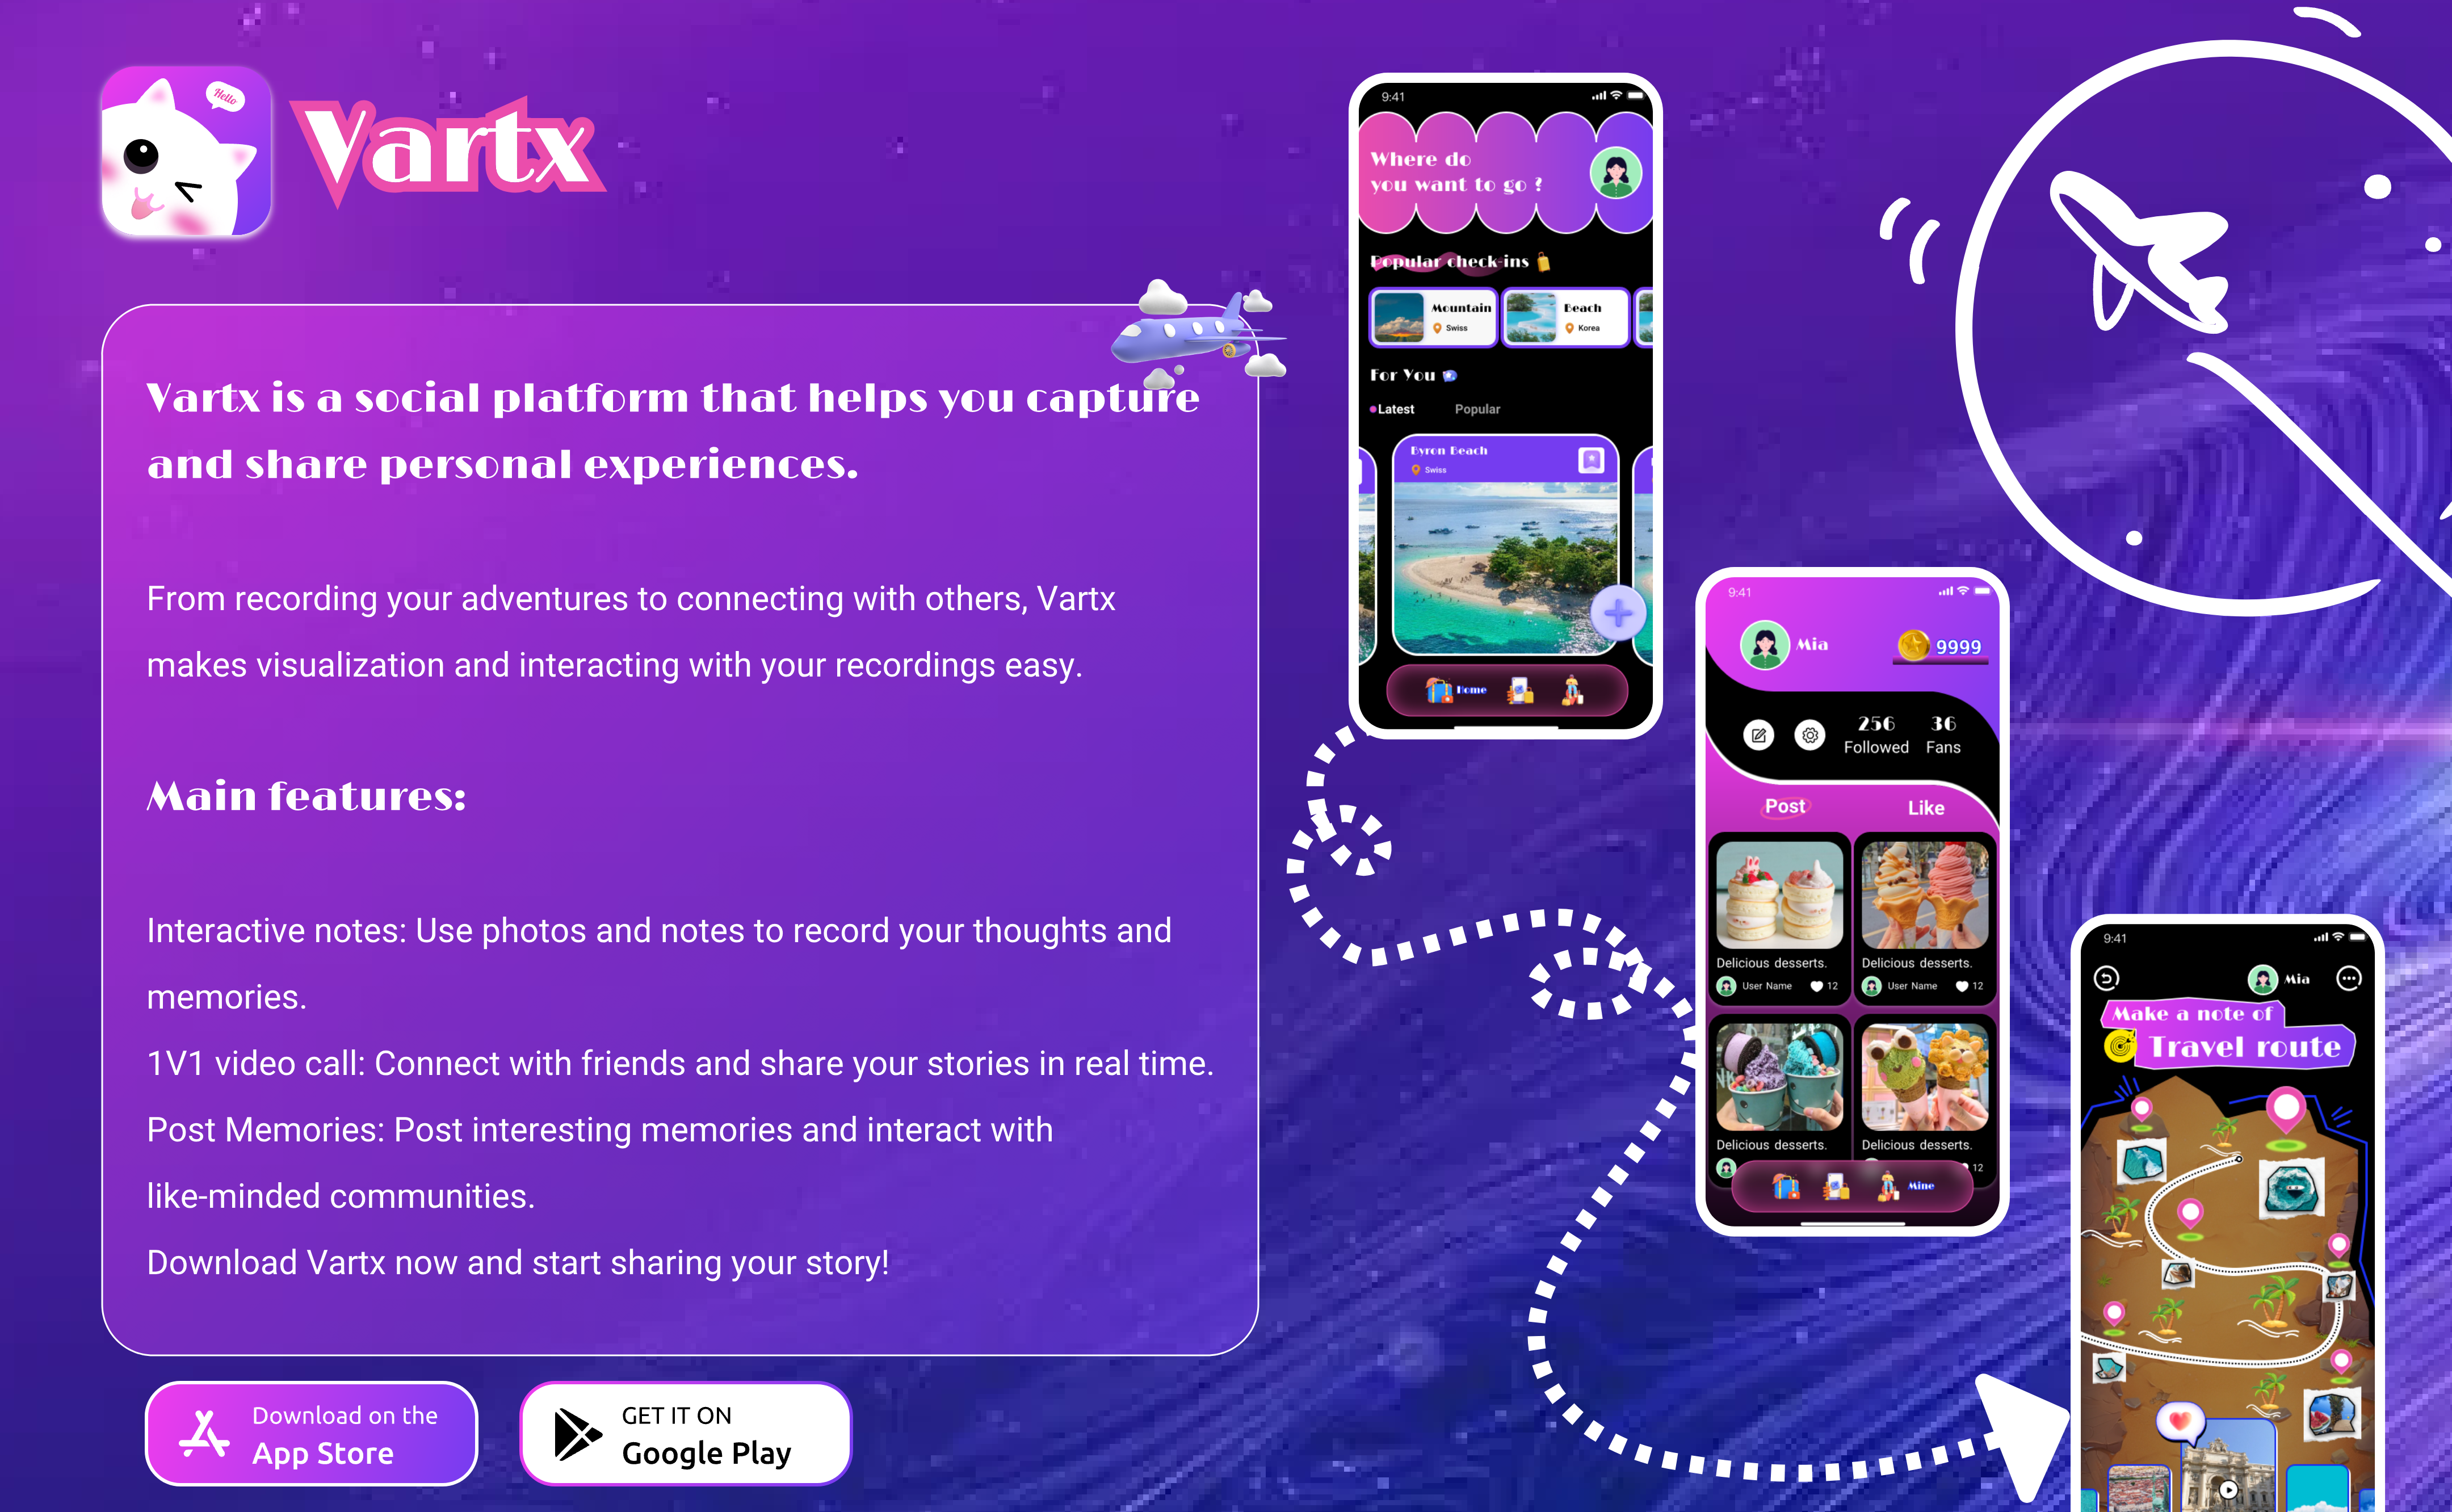 Hello
Vartx
Vartx is a social platform that helps you capture
and share personal experiences.
From recording your adventures to connecting with others, Vartx
makes visualization and interacting with your recordings easy.
Main features:
Interactive notes: Use photos and notes to record your thoughts and
memories.
1V1 video call: Connect with friends and share your stories in real time.
Post Memories: Post interesting memories and interact with
like-minded communities.
Download Vartx now and start sharing your story!
Download on the
App Store
GET IT ON
Google Play
9:41
Where do
you want to go ?
Popular check-ins
Mountain
Swiss
Beach
Korea
For You
Latest Popular
Byron Beach
Swiss
Home
9:41
Mia
9999
256 36
Followed Fans
Post Like
Delicious desserts.
User Name 12
Delicious desserts.
User Name 12
Delicious desserts.
Delicious desserts.
12
Mine
9:41
Mia
Make a note of
Travel route